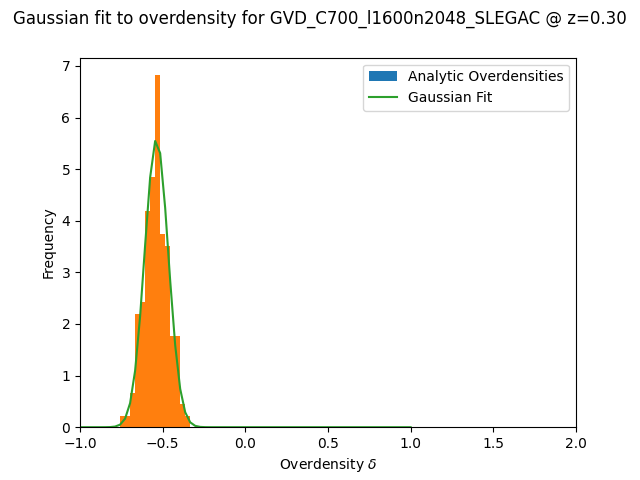 Gaussian fit to overdensity for GVD_C700_l1600n2048_SLEGAC @ z=0.30
Analytic Overdensities
Gaussian Fit
Frequency
7
6
5
4
3
2
1
0
−1.0 −0.5 0.0 0.5 1.0 1.5 2.0
Overdensity δ